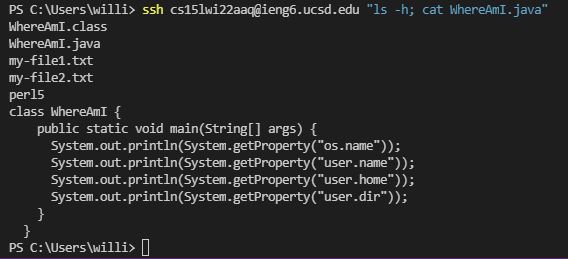 PS C:\Users\willi> ssh cs15lwi22aaq@ieng6.ucsd.edu "ls -h; cat WhereAmI.java"
WhereAmI.class
WhereAmI.java
my-file1.txt
my-file2.txt
perl5
class WhereAmI {
    public static void main(String[] args) {
      System.out.println(System.getProperty("os.name"));
      System.out.println(System.getProperty("user.name"));
      System.out.println(System.getProperty("user.home"));
      System.out.println(System.getProperty("user.dir"));
    }
  }
PS C:\Users\willi>